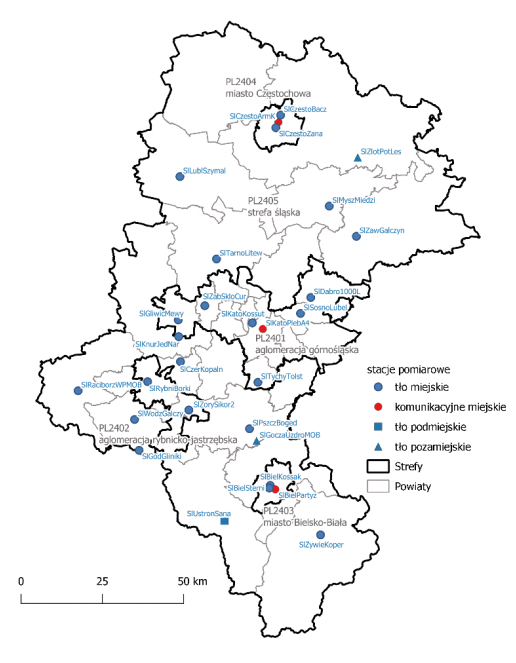 PL2404
miasto Częstochowa
SlCzestoBacz
SlCzestoArmK
SlCzestoZana
SlZlotPotLes
SlLublSzymal
PL2405
strefa śląska
SlMyszMiedzi
SlZawGalczyn
SlTarnoLitew
SlDabro1000L
SlZabSkloCur
SlSosnoLubel
SlGliwicMewy
SlKatoKossut
SlKatoPlebA4
PL2401
aglomeracja górnośląska
SlKnurJedNar
SlCzerKopaln
SlTychyTolst
SlRaciborzWPMOB
SlRybniBorki
SlZorySikor2
SlWodzGalczy
PL2402
aglomeracja rybnicko-jastrzębska
SlPszczBoged
SlGoczaUzdroMOB
SlGodGliniki
SlBielKossak
SlBielSterni
SlBielPartyz
PL2403
miasto Bielsko-Biała
SlUstronSana
SlZywieKoper
stacje pomiarowe
tło miejskie
komunikacyjne miejskie
tło podmiejskie
tło pozamiejskie
Strefy
Powiaty
0 25 50 km